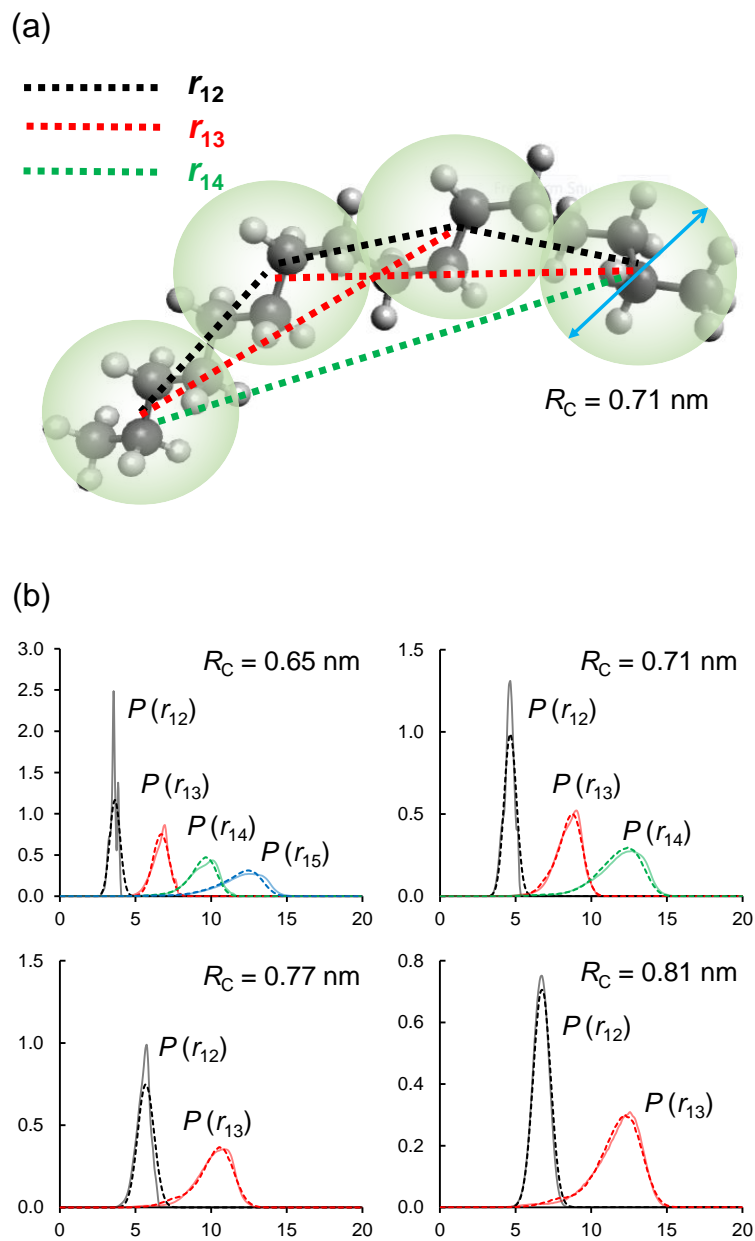 (a)
r12
r13
r14
RC = 0.71 nm
(b)
RC = 0.65 nm
3.0
2.5
2.0
1.5
1.0
0.5
0.0
P (r12)
P (r13)
P (r14)
P (r15)
0 5 10 15 20
RC = 0.71 nm
1.5
1.0
0.5
0.0
P (r12)
P (r13)
P (r14)
0 5 10 15 20
RC = 0.77 nm
1.5
1.0
0.5
0.0
P (r12)
P (r13)
0 5 10 15 20
RC = 0.81 nm
0.8
0.6
0.4
0.2
0.0
P (r12)
P (r13)
0 5 10 15 20